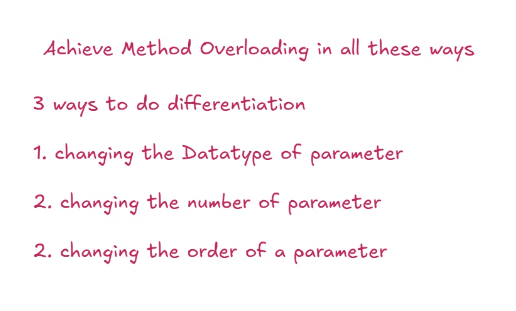 Achieve Method Overloading in all these ways
3 ways to do differentiation
1. changing the Datatype of parameter
2. changing the number of parameter
2. changing the order of a parameter